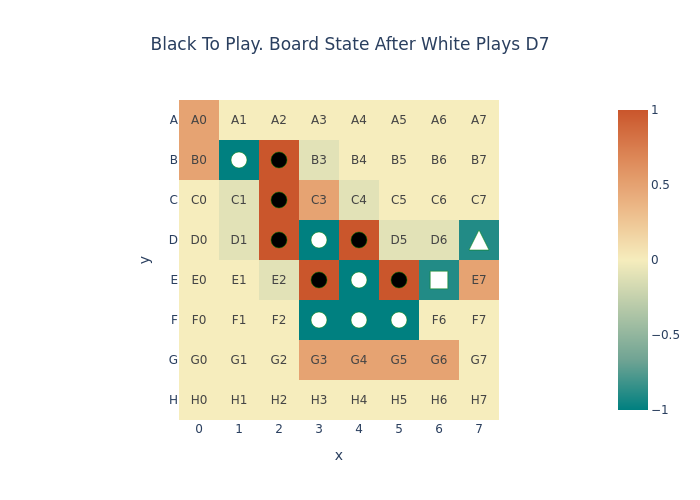 Black To Play. Board State After White Plays D7
A A0 A1 A2 A3 A4 A5 A6 A7
B B0 B3 B4 B5 B6 B7
C C0 C1 C3 C4 C5 C6 C7
D D0 D1 D5 D6
E E0 E1 E2 E7
F F0 F1 F2 F6 F7
G G0 G1 G2 G3 G4 G5 G6 G7
H H0 H1 H2 H3 H4 H5 H6 H7
0 1 2 3 4 5 6 7
x
y
1
0.5
0
−0.5
−1